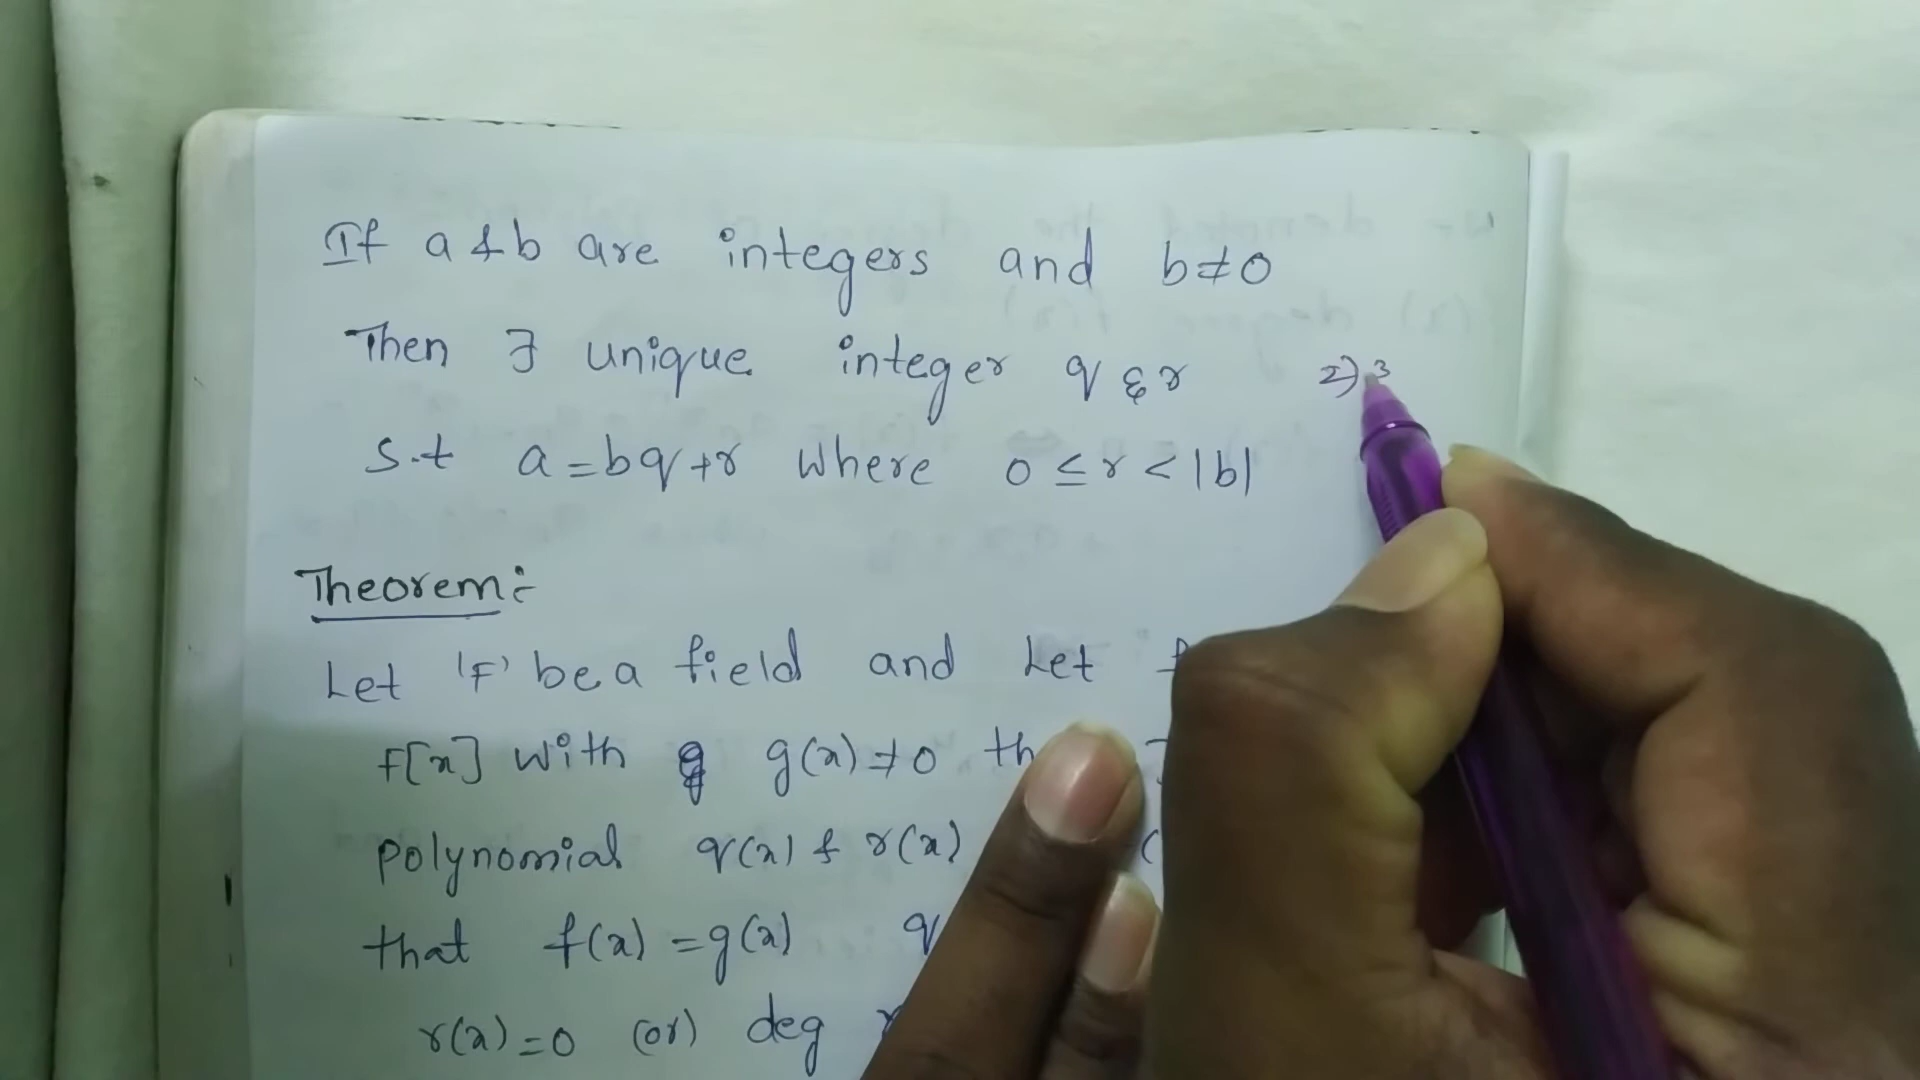 If a & b are integers and b≠0
Then ∃ unique integer q & r
2)3
S.t a=bq+r where 0≤r<|b|
Theorem:-
Let 'F' be a field and Let
F[x] with g(x)≠0
polynomial q(x) & r(x)
that f(x)=g(x) q
r(x)=0 (or) deg